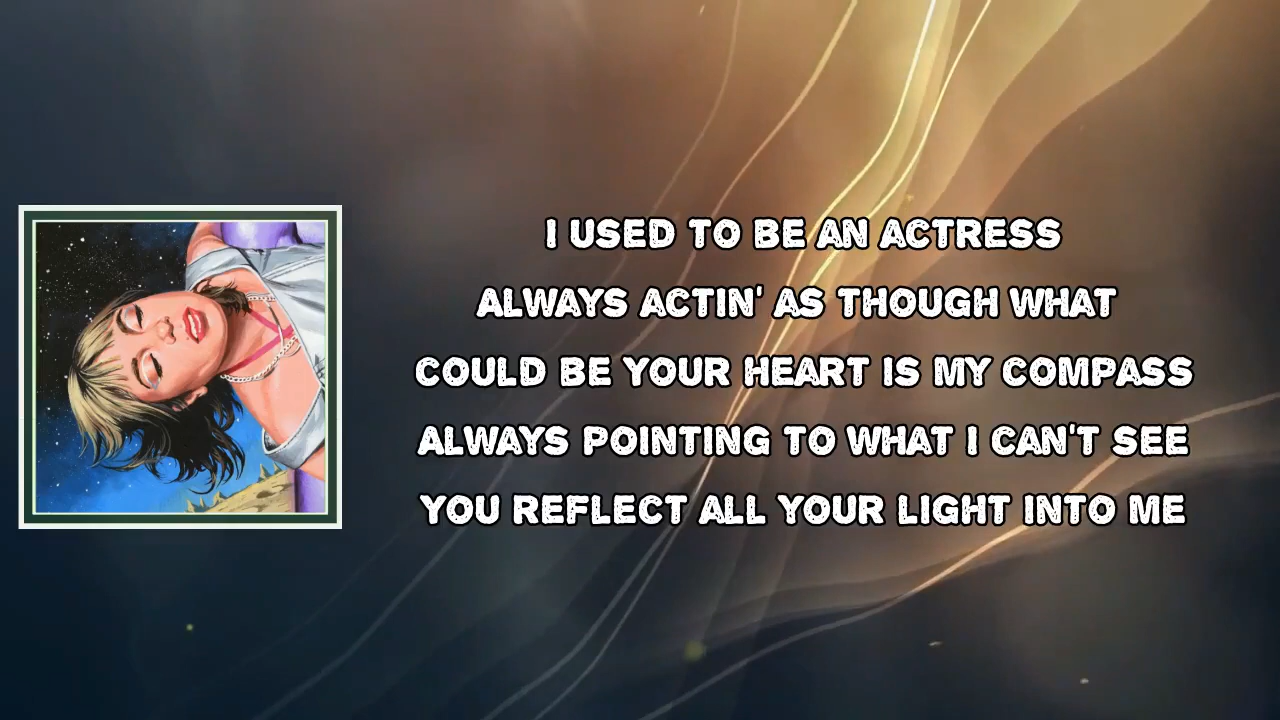 I USED TO BE AN ACTRESS
ALWAYS ACTIN' AS THOUGH WHAT
COULD BE YOUR HEART IS MY COMPASS
ALWAYS POINTING TO WHAT I CAN'T SEE
YOU REFLECT ALL YOUR LIGHT INTO ME